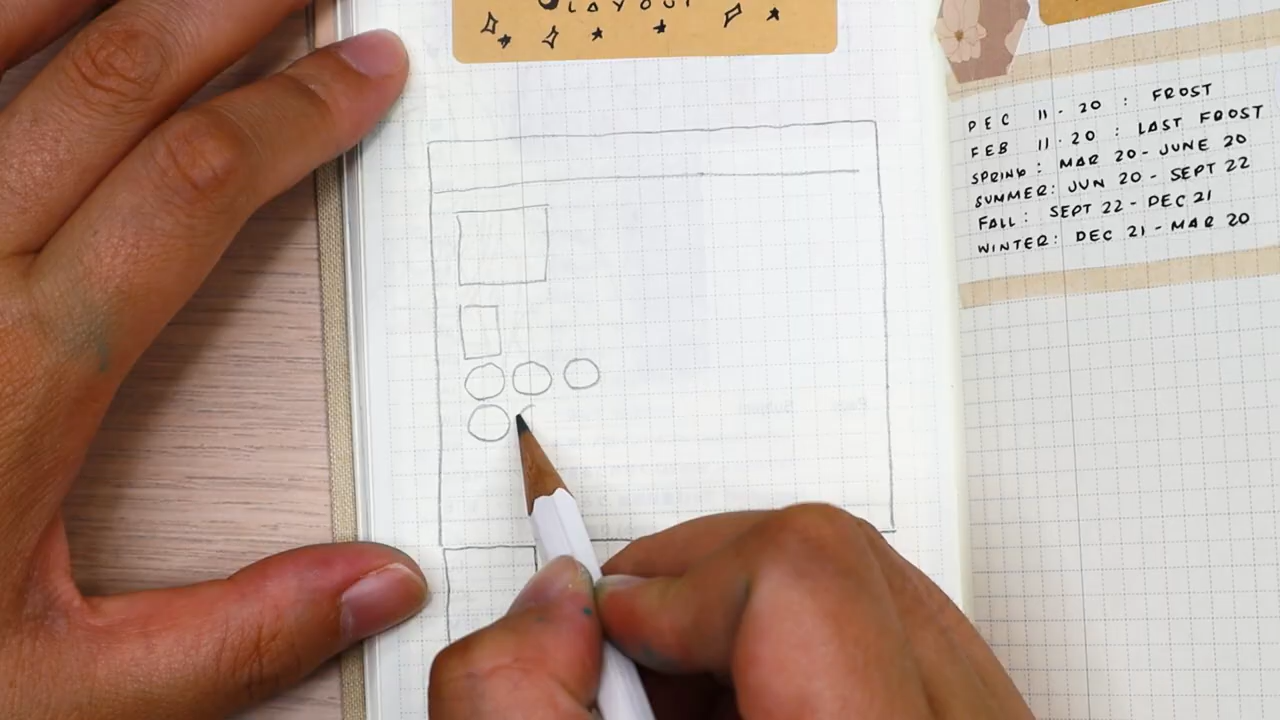 LAYOUT
DEC 11 - 20 : FROST
FEB 11 - 20 : LAST FROST
SPRING : MAR 20 - JUNE 20
SUMMER: JUN 20 - SEPT 22
FALL : SEPT 22 - DEC 21
WINTER: DEC 21 - MAR 20